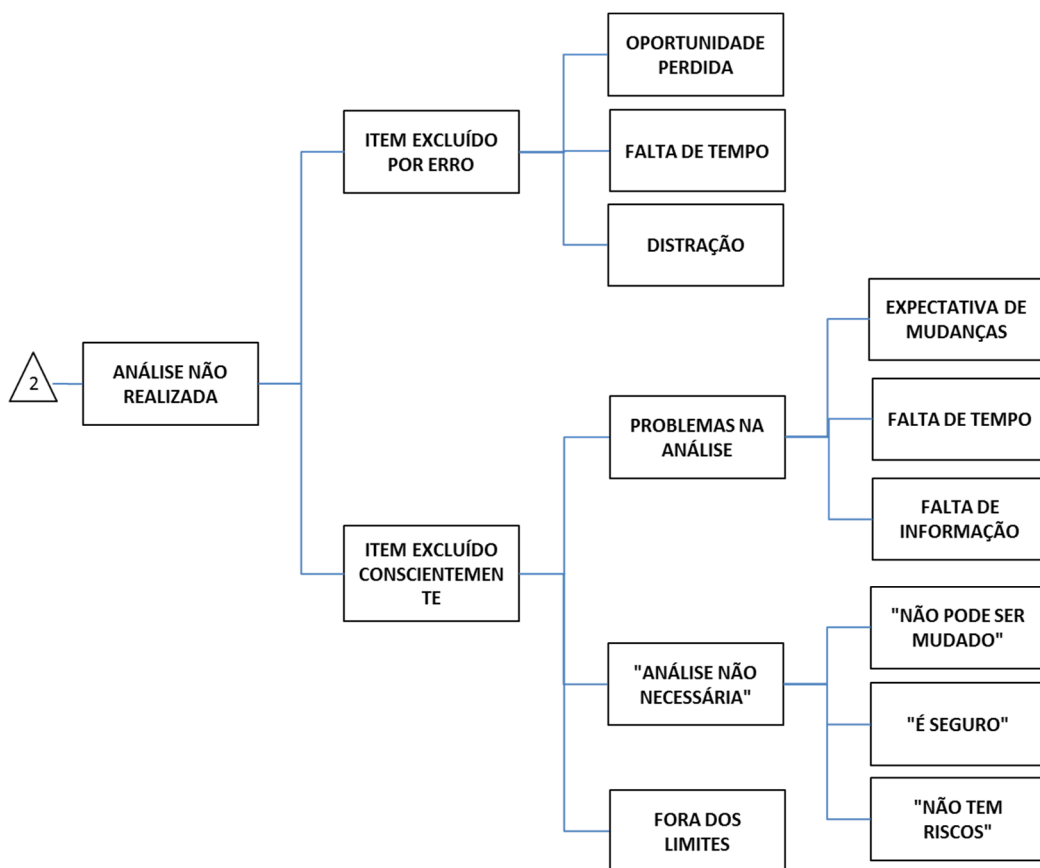 OPORTUNIDADE
PERDIDA
ITEM EXCLUÍDO
POR ERRO
FALTA DE TEMPO
DISTRAÇÃO
EXPECTATIVA DE
MUDANÇAS
2
ANÁLISE NÃO
REALIZADA
PROBLEMAS NA
ANÁLISE
FALTA DE TEMPO
FALTA DE
INFORMAÇÃO
ITEM EXCLUÍDO
CONSCIENTEMEN
TE
"NÃO PODE SER
MUDADO"
"ANÁLISE NÃO
NECESSÁRIA"
"É SEGURO"
FORA DOS
LIMITES
"NÃO TEM
RISCOS"